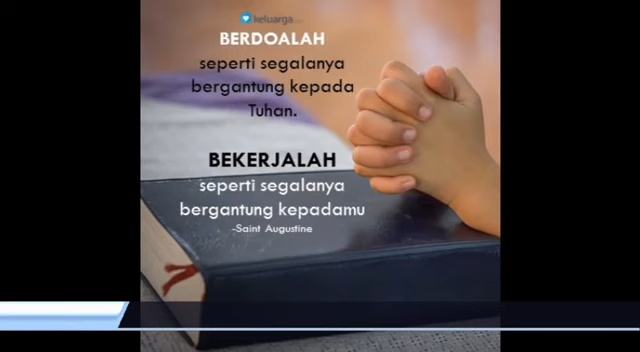 keluarga
BERDOALAH
seperti segalanya
bergantung kepada
Tuhan.
BEKERJALAH
seperti segalanya
bergantung kepadamu
-Saint Augustine